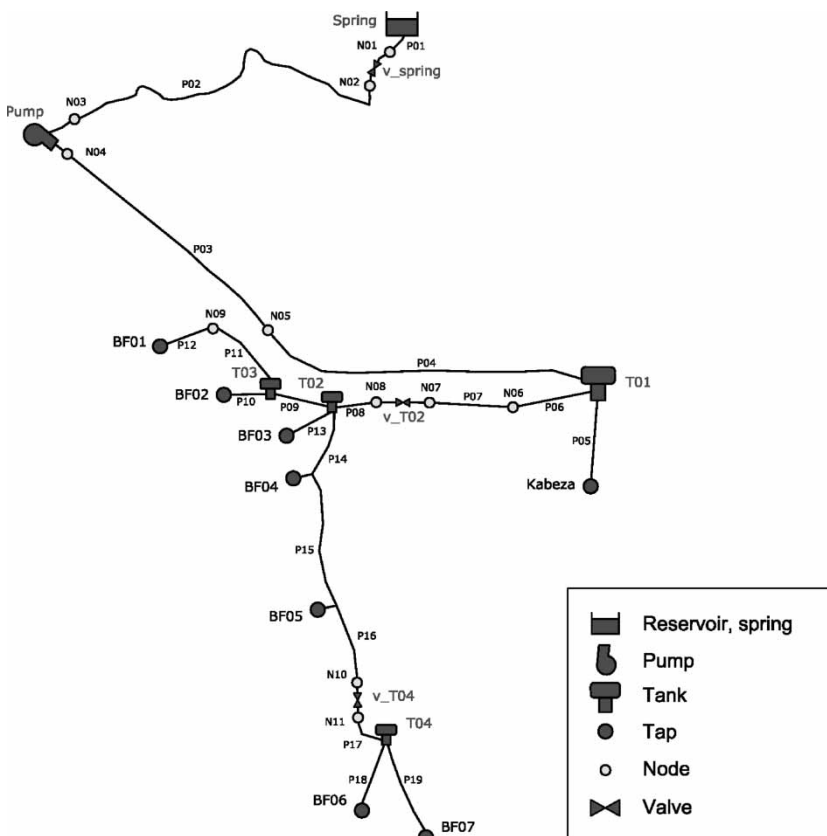 Spring
N01
P01
v_spring
N02
P02
N03
Pump
N04
P03
N05
N09
BF01
P12
P11
P04
T03
T02
T01
N08
N07
P07
BF02
P10
P09
P08
v_T02
N06
P06
P13
BF03
P14
P05
BF04
Kabeza
P15
BF05
P16
N10
v_T04
N11
T04
P17
P18
P19
BF06
BF07
Reservoir, spring
Pump
Tank
Tap
Node
Valve